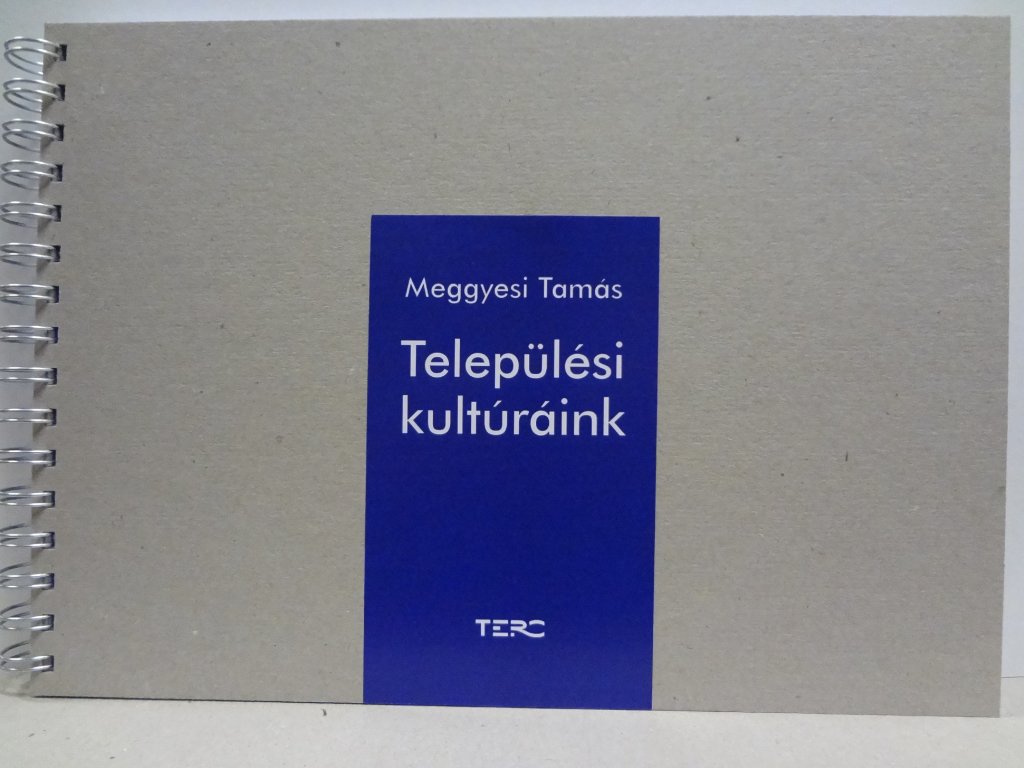 Meggyesi Tamás
Települési
kultúráink
TERC